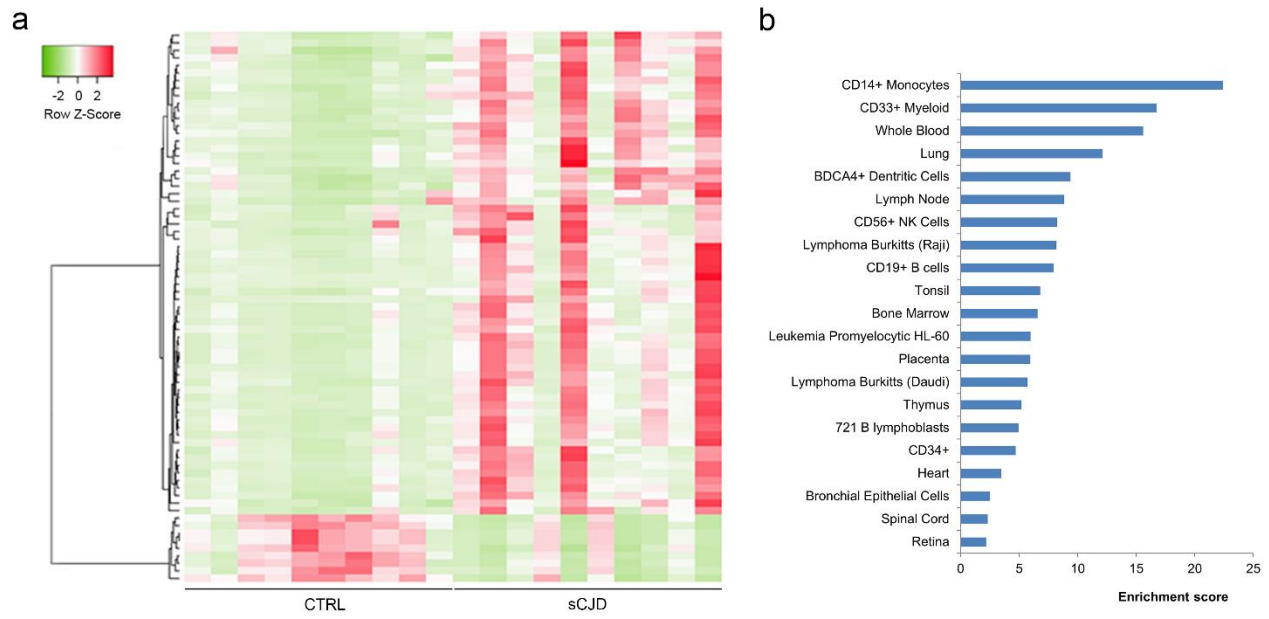 a
-2 0 2
Row Z-Score
CTRL
sCJD
b
CD14+ Monocytes
CD33+ Myeloid
Whole Blood
Lung
BDCA4+ Dentritic Cells
Lymph Node
CD56+ NK Cells
Lymphoma Burkitts (Raji)
CD19+ B cells
Tonsil
Bone Marrow
Leukemia Promyelocytic HL-60
Placenta
Lymphoma Burkitts (Daudi)
Thymus
721 B lymphoblasts
CD34+
Heart
Bronchial Epithelial Cells
Spinal Cord
Retina
0 5 10 15 20 25
Enrichment score